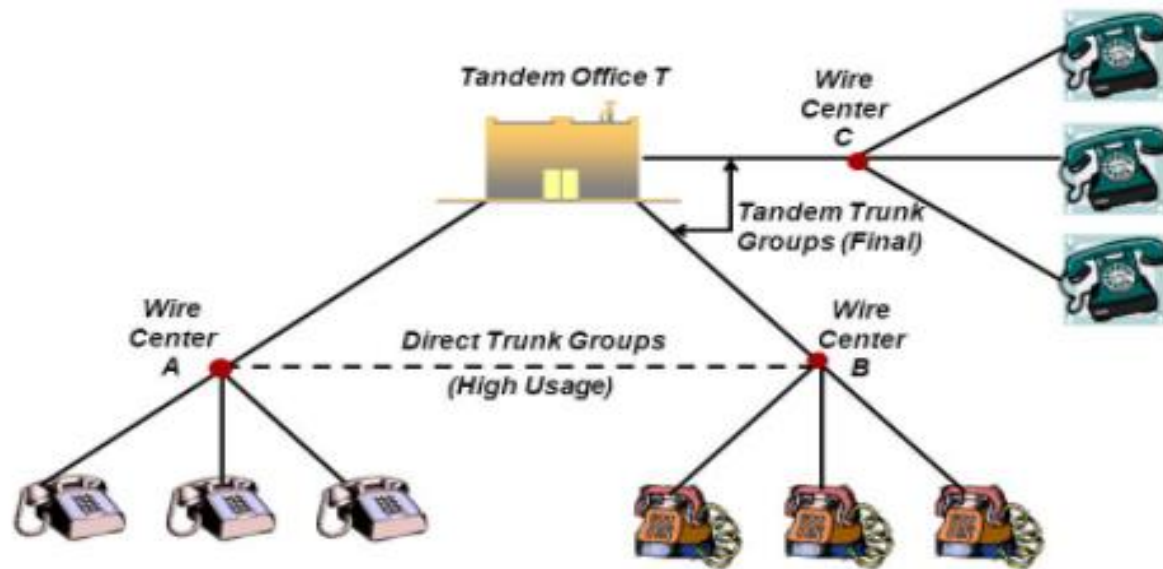 Tandem Office T
Wire
Center
C
Tandem Trunk
Groups (Final)
Wire
Center
A
Direct Trunk Groups
(High Usage)
Wire
Center
B